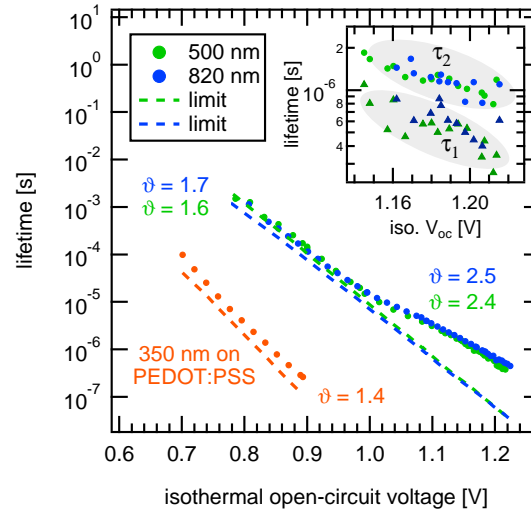 10^1
10^0
10^-1
10^-2
10^-3
10^-4
10^-5
10^-6
10^-7
lifetime [s]
500 nm
820 nm
limit
limit
ϑ = 1.7
ϑ = 1.6
ϑ = 2.5
ϑ = 2.4
350 nm on
PEDOT:PSS
ϑ = 1.4
0.6 0.7 0.8 0.9 1.0 1.1 1.2
isothermal open-circuit voltage [V]
2
10^-6
8
6
5
4
3
lifetime [s]
τ2
τ1
1.16 1.20
iso. Voc [V]